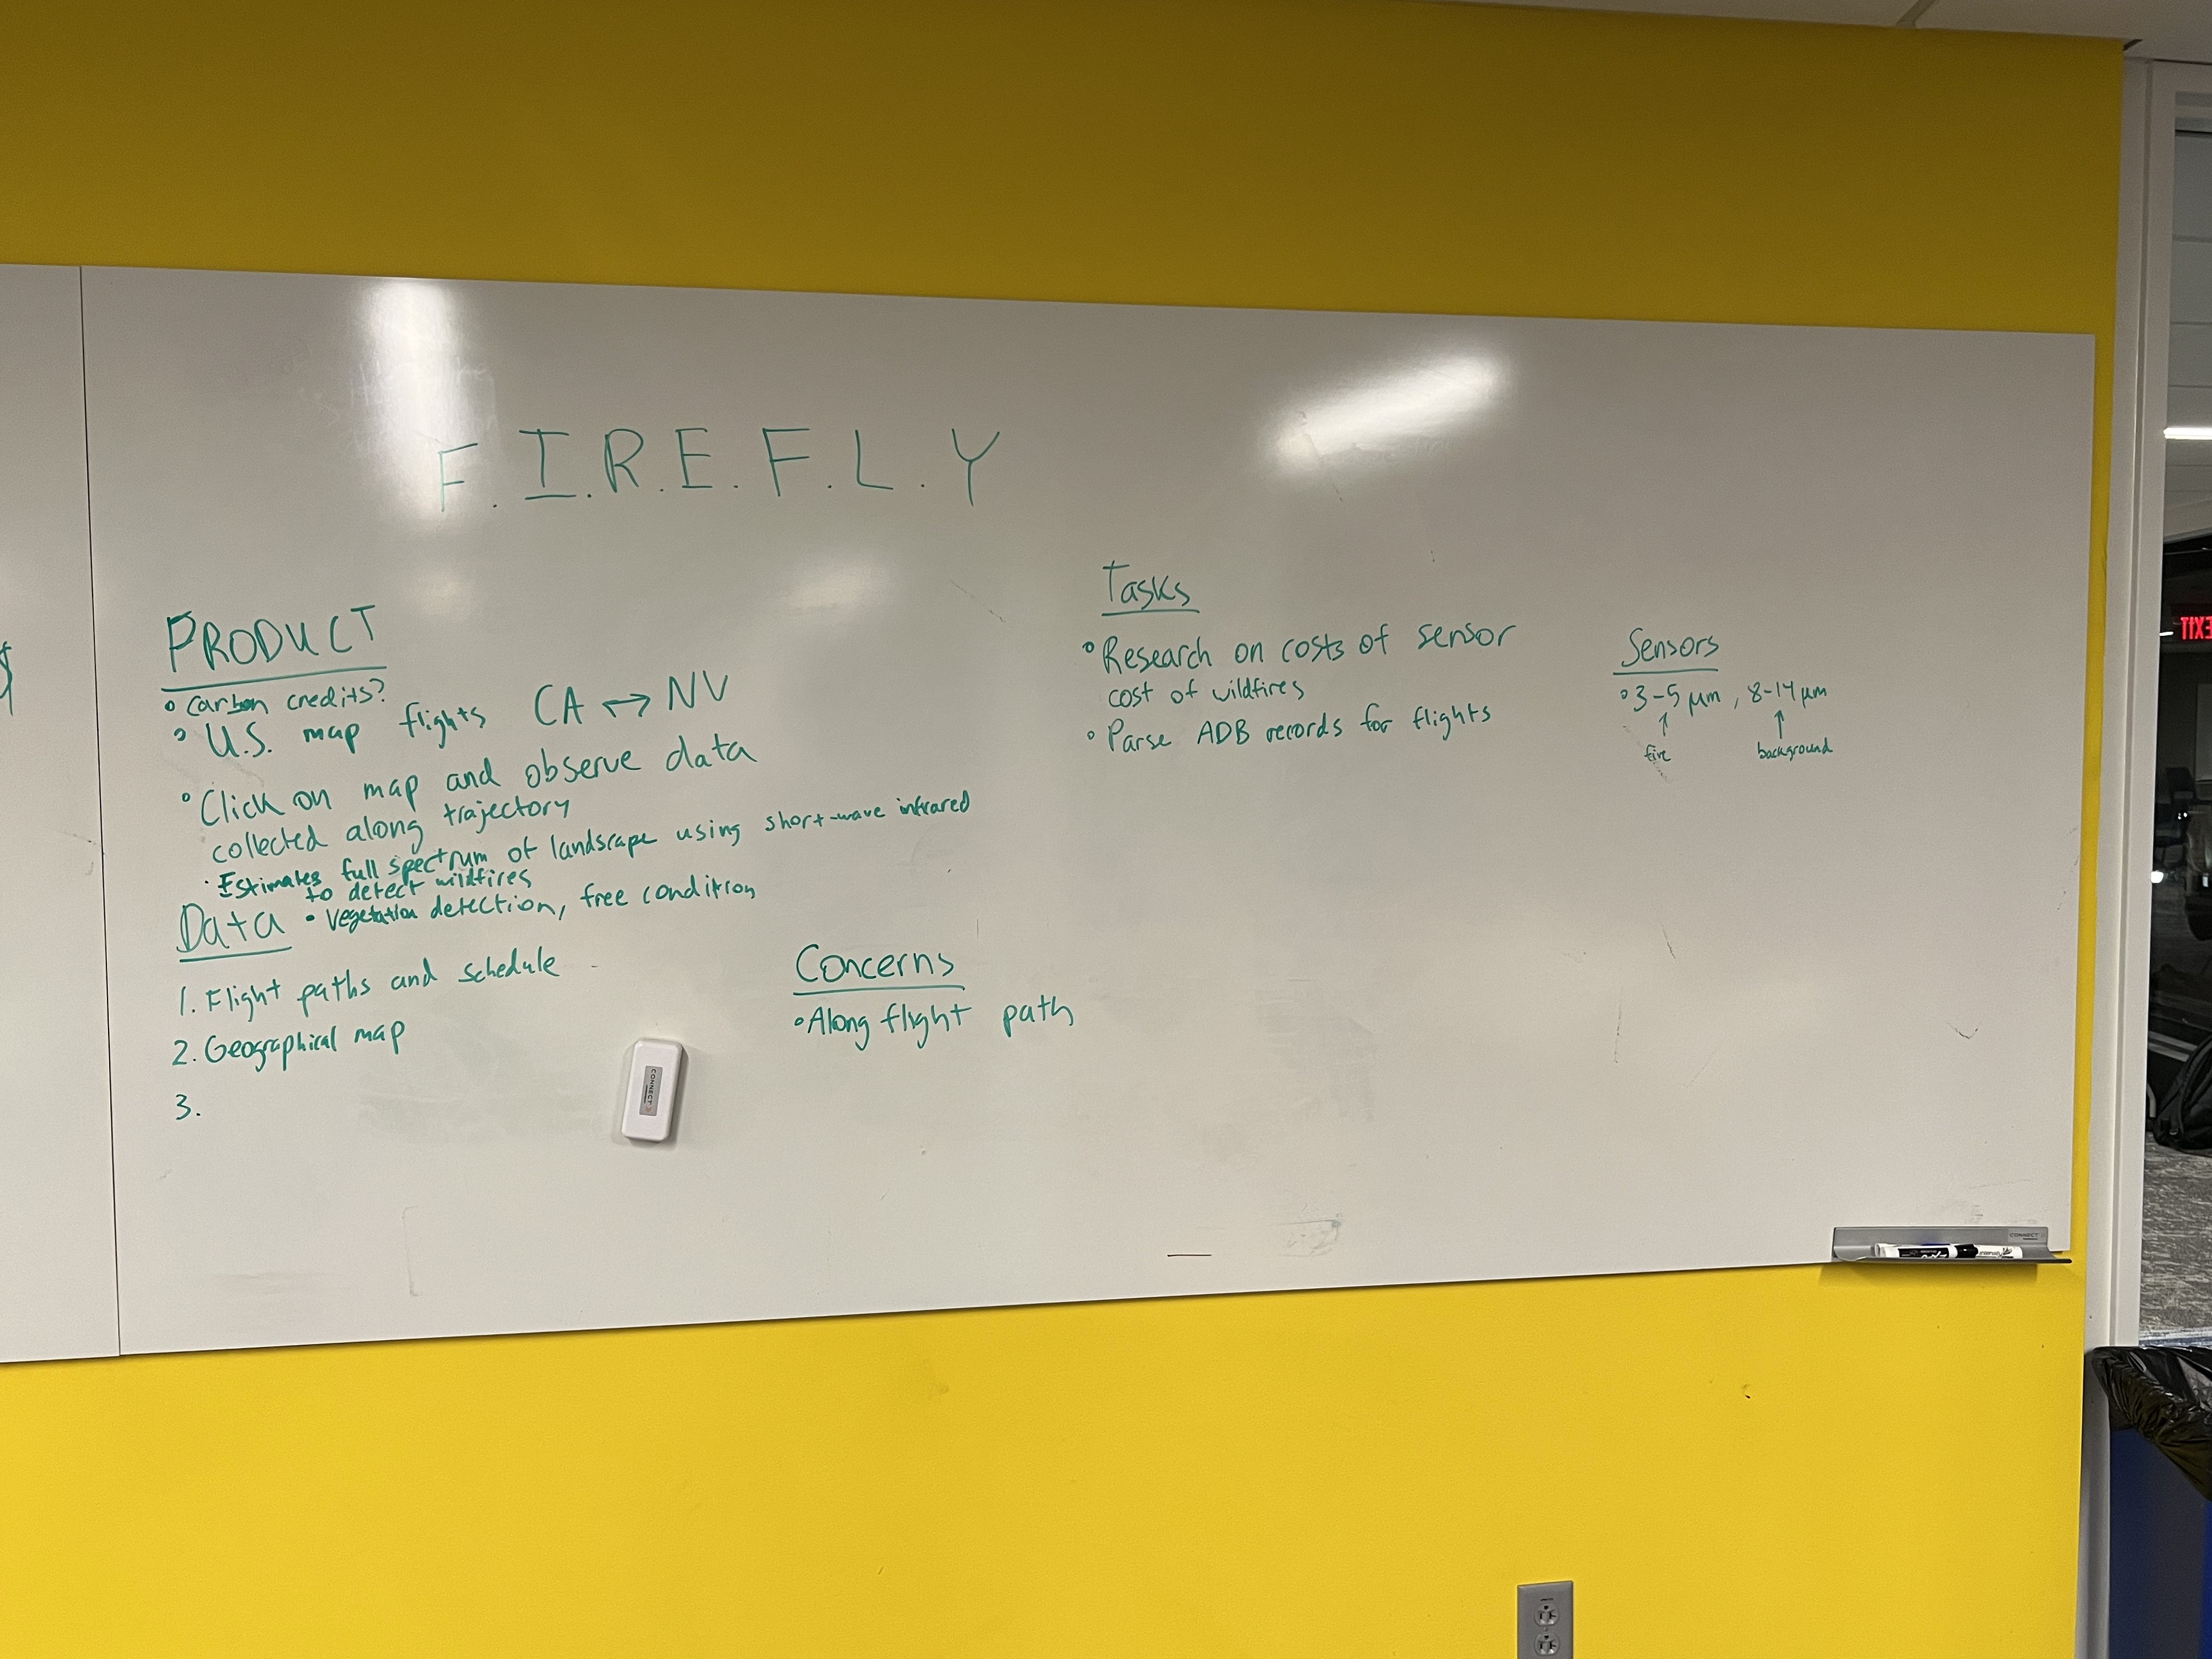 F.I.R.E.F.L.Y
PRODUCT
Carbon credits?
U.S. map flights CA ↔ NV
Click on map and observe data
collected along trajectory
Estimates full spectrum of landscape using short-wave infrared
to detect wildfires
Vegetation detection, tree condition
Data
1. Flight paths and schedule
2. Geographical map
3.
Concerns
Along flight path
Tasks
Research on costs of sensor
cost of wildfires
Parse ADB records for flights
Sensors
3-5 μm, 8-14 μm
fire
background
CONNECT
CONNECT
EXIT